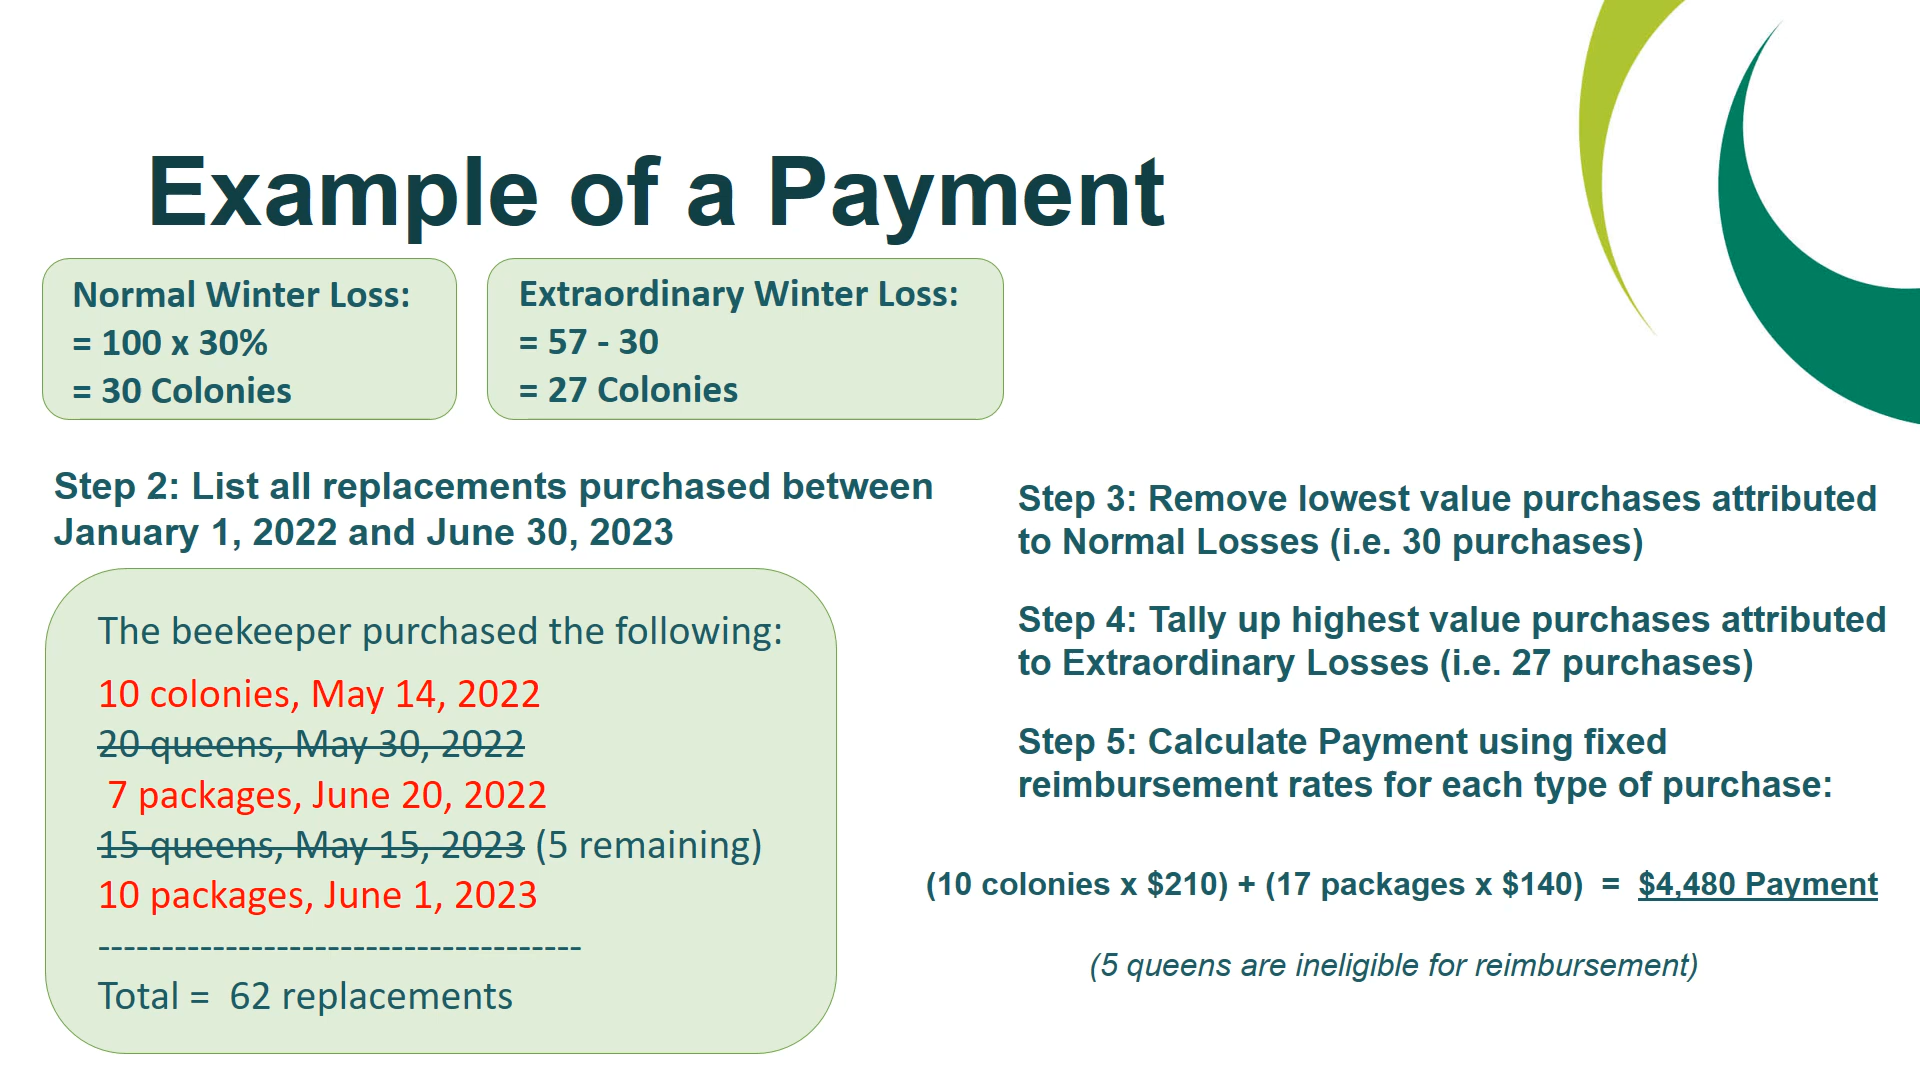 Example of a Payment
Normal Winter Loss:
= 100 x 30%
= 30 Colonies
Extraordinary Winter Loss:
= 57 - 30
= 27 Colonies
Step 2: List all replacements purchased between
January 1, 2022 and June 30, 2023
The beekeeper purchased the following:
10 colonies, May 14, 2022
20 queens, May 30, 2022
7 packages, June 20, 2022
15 queens, May 15, 2023 (5 remaining)
10 packages, June 1, 2023
--------------------------------------
Total = 62 replacements
Step 3: Remove lowest value purchases attributed
to Normal Losses (i.e. 30 purchases)
Step 4: Tally up highest value purchases attributed
to Extraordinary Losses (i.e. 27 purchases)
Step 5: Calculate Payment using fixed
reimbursement rates for each type of purchase:
(10 colonies x $210) + (17 packages x $140) = $4,480 Payment
(5 queens are ineligible for reimbursement)